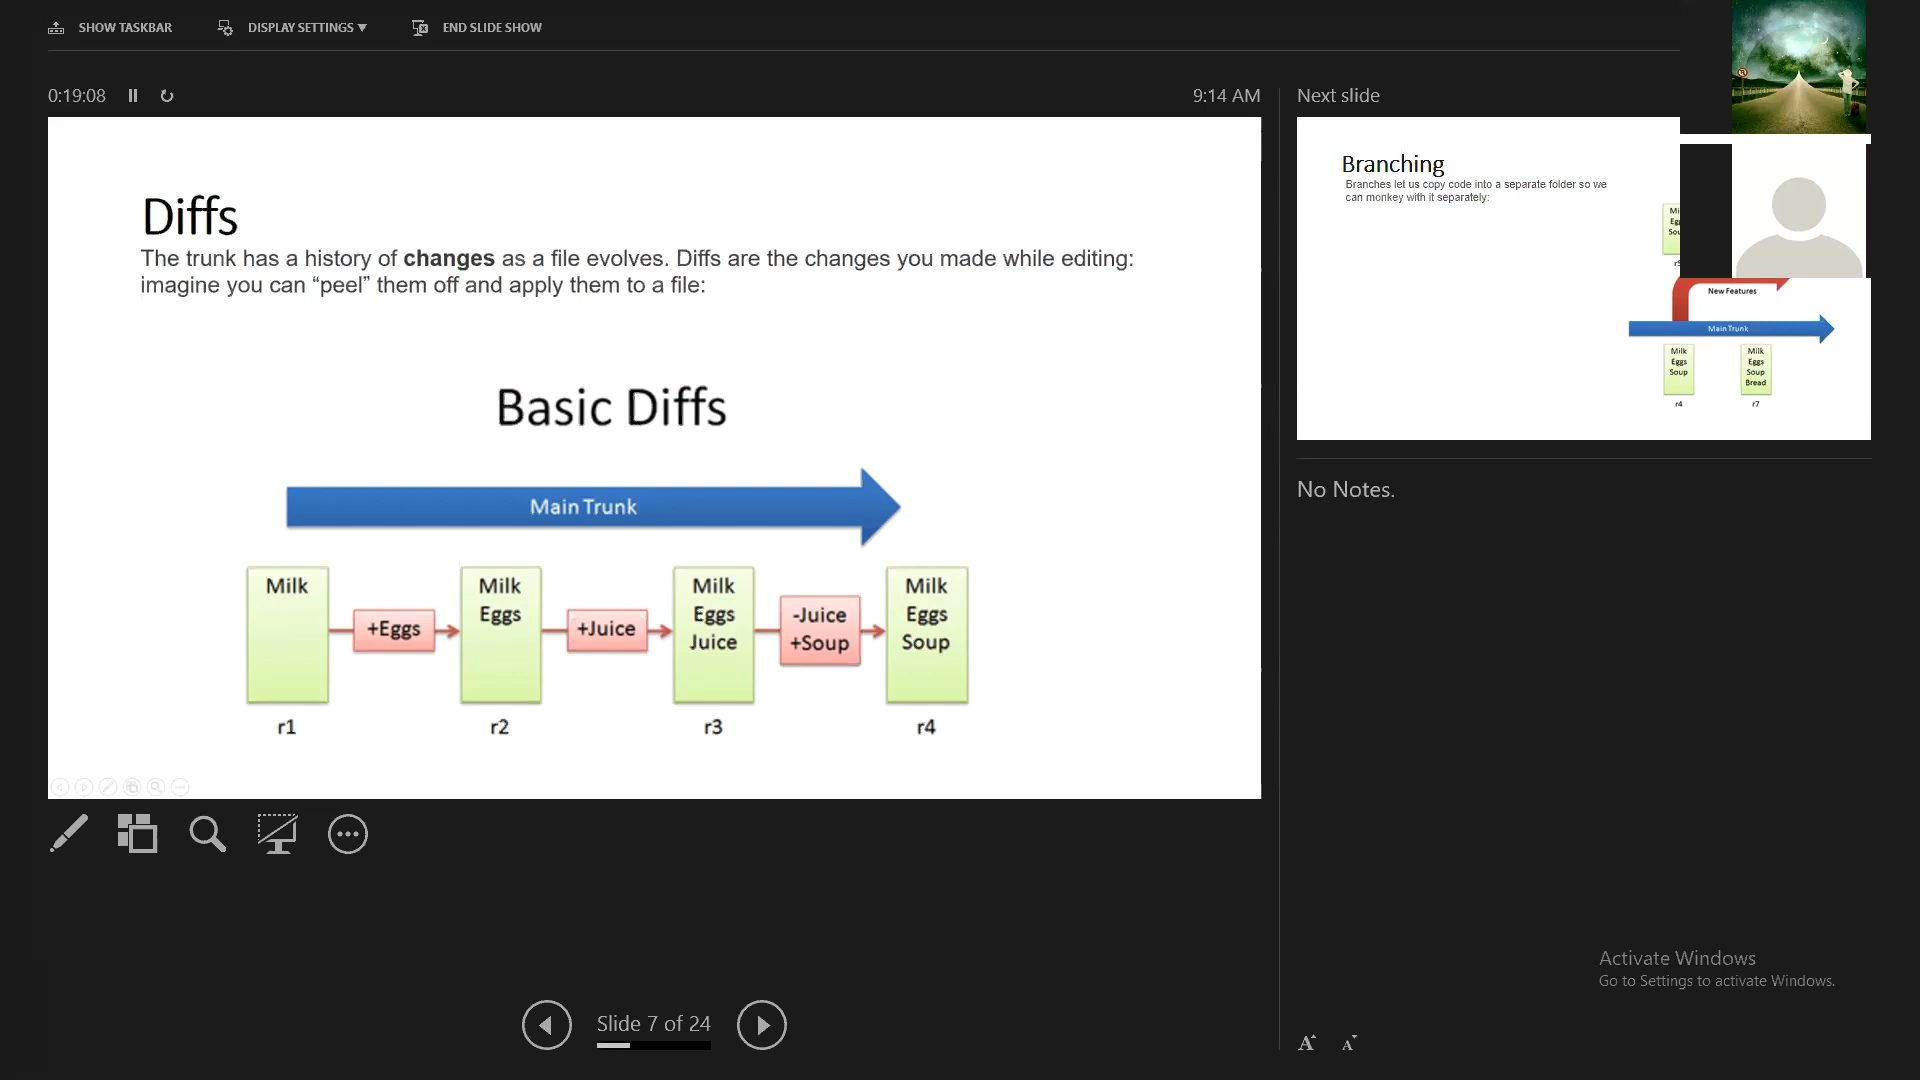 SHOW TASKBAR
DISPLAY SETTINGS ▼
END SLIDE SHOW
0:19:08
9:14 AM
Diffs
The trunk has a history of changes as a file evolves. Diffs are the changes you made while editing:
imagine you can “peel” them off and apply them to a file:
Basic Diffs
Main Trunk
Milk
+Eggs
Milk
Eggs
+Juice
Milk
Eggs
Juice
-Juice
+Soup
Milk
Eggs
Soup
r1
r2
r3
r4
Slide 7 of 24
Next slide
Branching
Branches let us copy code into a separate folder so we
can monkey with it separately:
New Features
Main Trunk
Milk
Eggs
Soup
r4
Milk
Eggs
Soup
Bread
r7
No Notes.
Activate Windows
Go to Settings to activate Windows.
A
A